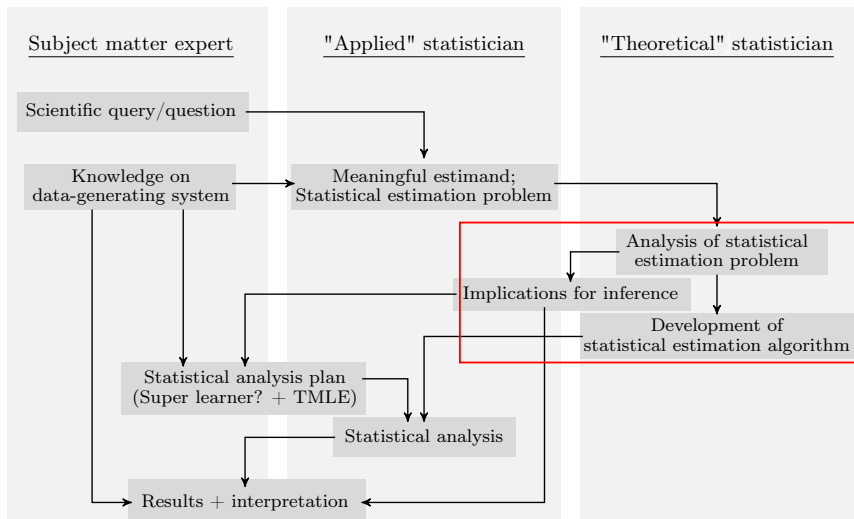 Subject matter expert
"Applied" statistician
"Theoretical" statistician
Scientific query/question
Knowledge on
data-generating system
Meaningful estimand;
Statistical estimation problem
Analysis of statistical
estimation problem
Implications for inference
Development of
statistical estimation algorithm
Statistical analysis plan
(Super learner? + TMLE)
Statistical analysis
Results + interpretation